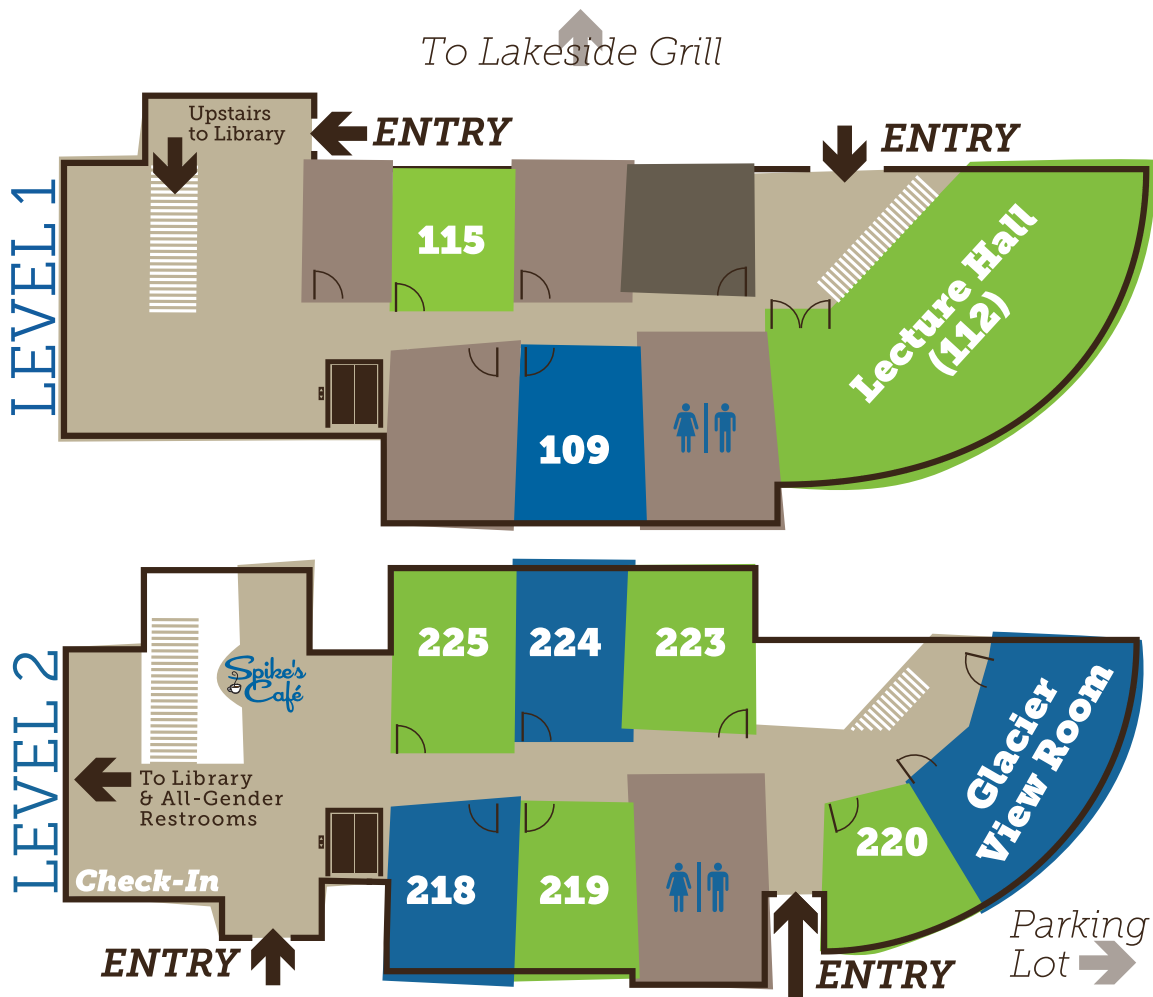 To Lakeside Grill
LEVEL 1
Upstairs
to Library
ENTRY
ENTRY
115
Lecture Hall
(112)
109
LEVEL 2
225
224
223
Spike's
Café
Glacier
View Room
To Library
& All-Gender
Restrooms
220
Check-In
218
219
Parking
Lot
ENTRY
ENTRY